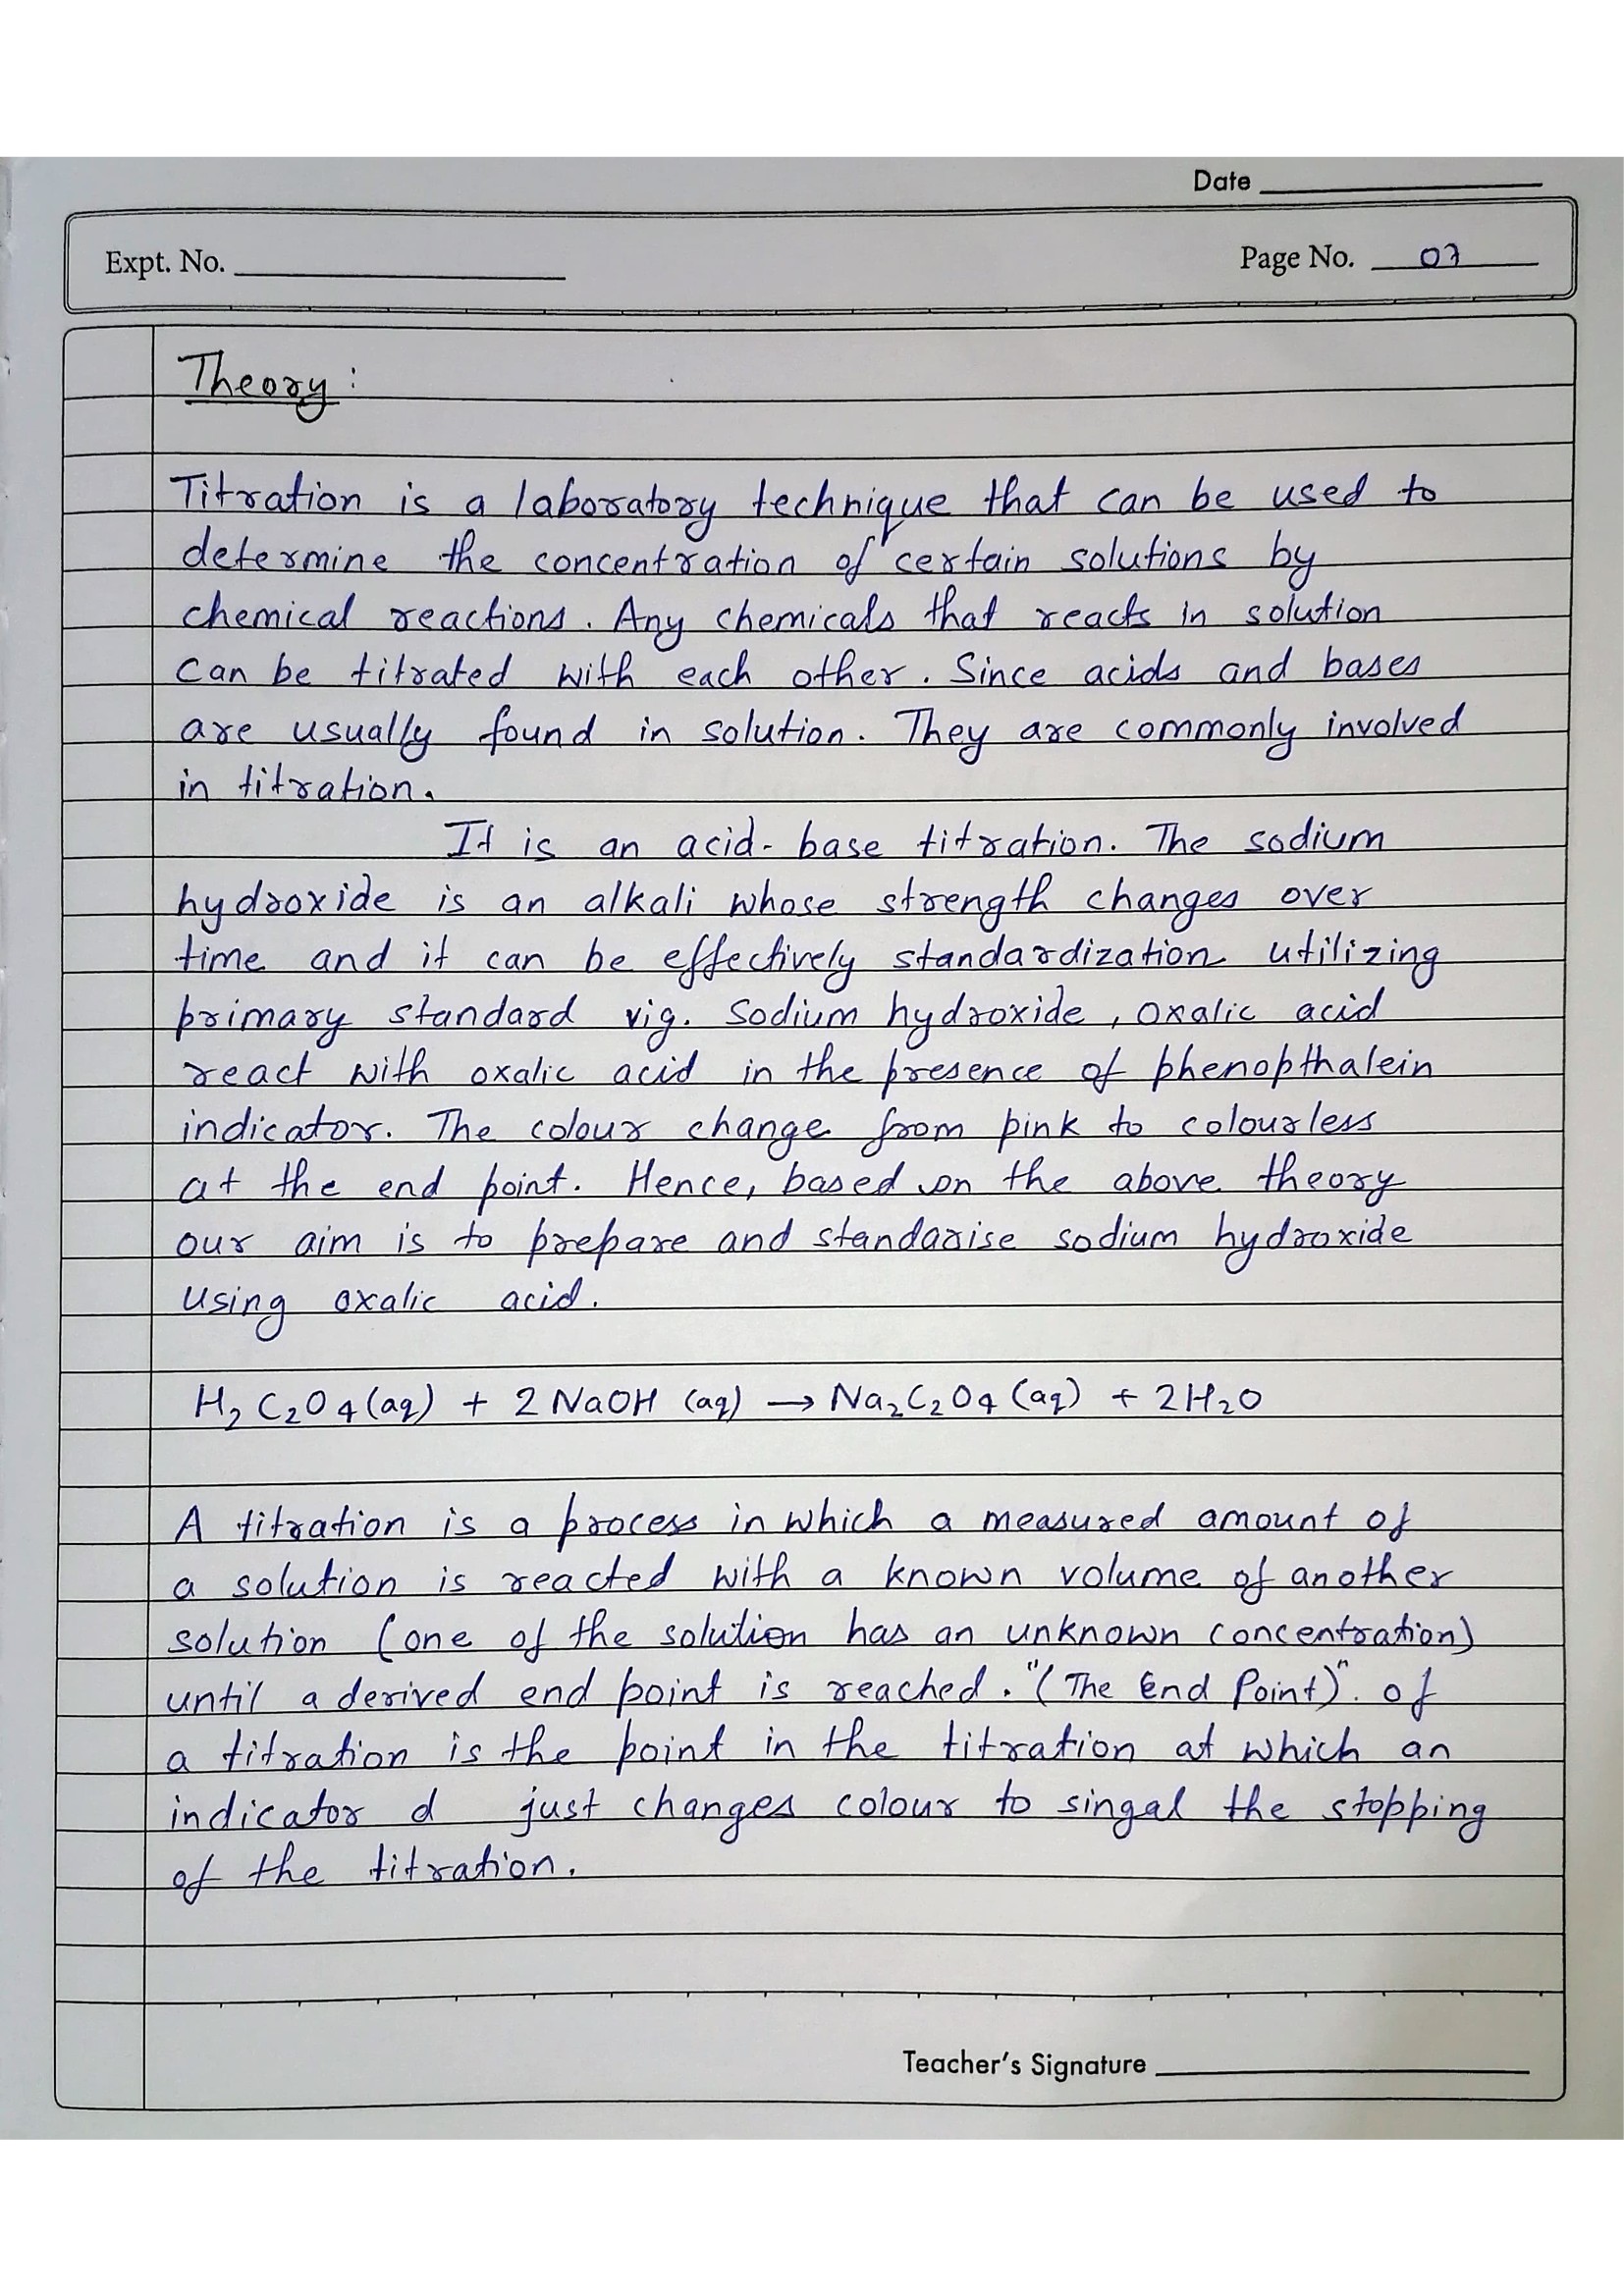 Date
Expt. No.
Page No. 07
Theory :
Titration is a laboratory technique that can be used to
determine the concentration of certain solutions by
chemical reactions. Any chemicals that reacts in solution
can be titrated with each other. Since acids and bases
are usually found in solution. They are commonly involved
in titration.
It is an acid-base titration. The sodium
hydroxide is an alkali whose strength changes over
time and it can be effectively standardization utilizing
primary standard vig. Sodium hydroxide, oxalic acid
react with oxalic acid in the presence of phenopthalein
indicator. The colour change from pink to colourless
at the end point. Hence, based on the above theory
our aim is to prepare and standarise sodium hydroxide
using oxalic acid.
H₂C₂O₄(aq) + 2NaOH (aq) → Na₂C₂O₄(aq) + 2H₂O
A titration is a process in which a measured amount of
a solution is reacted with a known volume of another
solution (one of the solution has an unknown concentration)
until a derived end point is reached. "(The End Point)". of
a titration is the point in the titration at which an
indicator d just changes colour to singal the stopping
of the titration.
Teacher's Signature